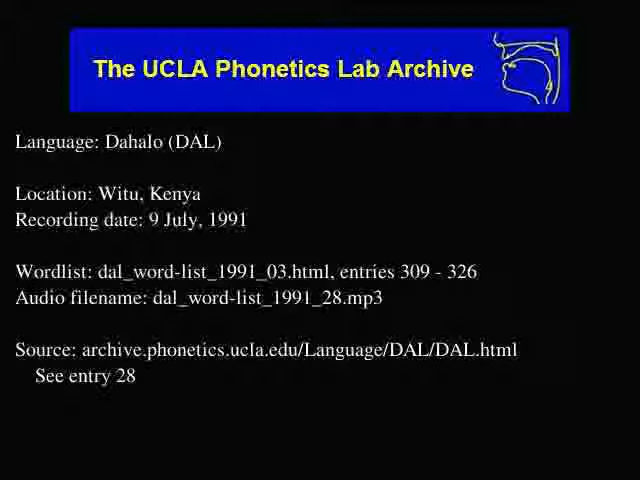 The UCLA Phonetics Lab Archive
Language: Dahalo (DAL)
Location: Witu, Kenya
Recording date: 9 July, 1991
Wordlist: dal_word-list_1991_03.html, entries 309 - 326
Audio filename: dal_word-list_1991_28.mp3
Source: archive.phonetics.ucla.edu/Language/DAL/DAL.html
See entry 28